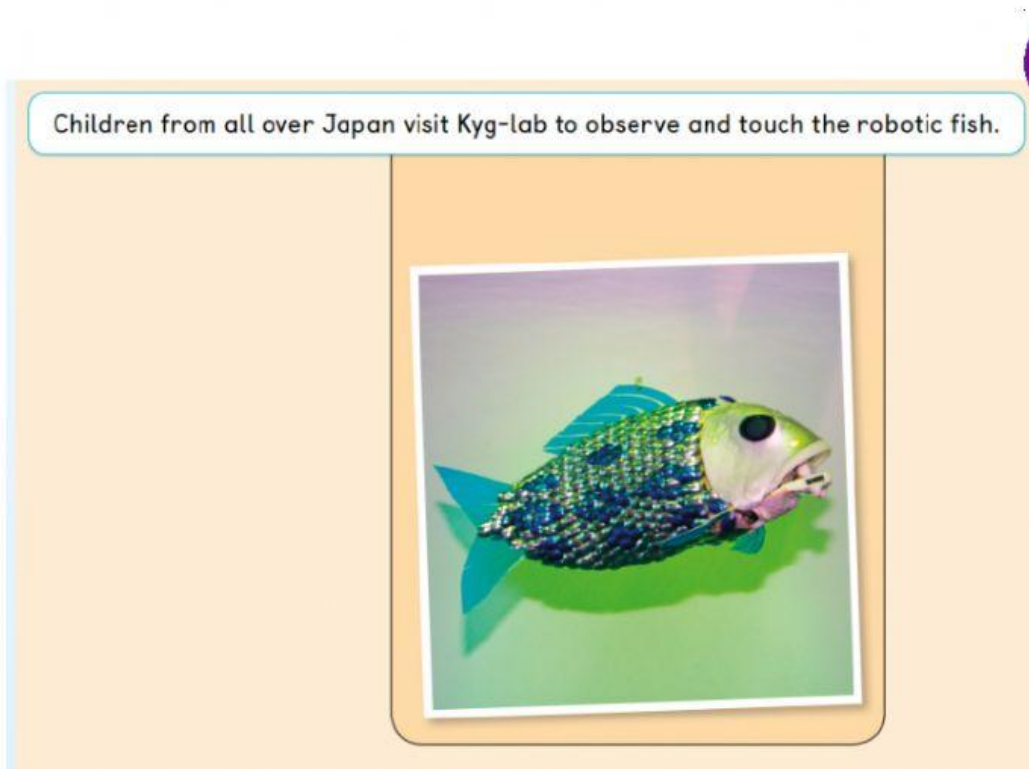 Children from all over Japan visit Kyg-lab to observe and touch the robotic fish.